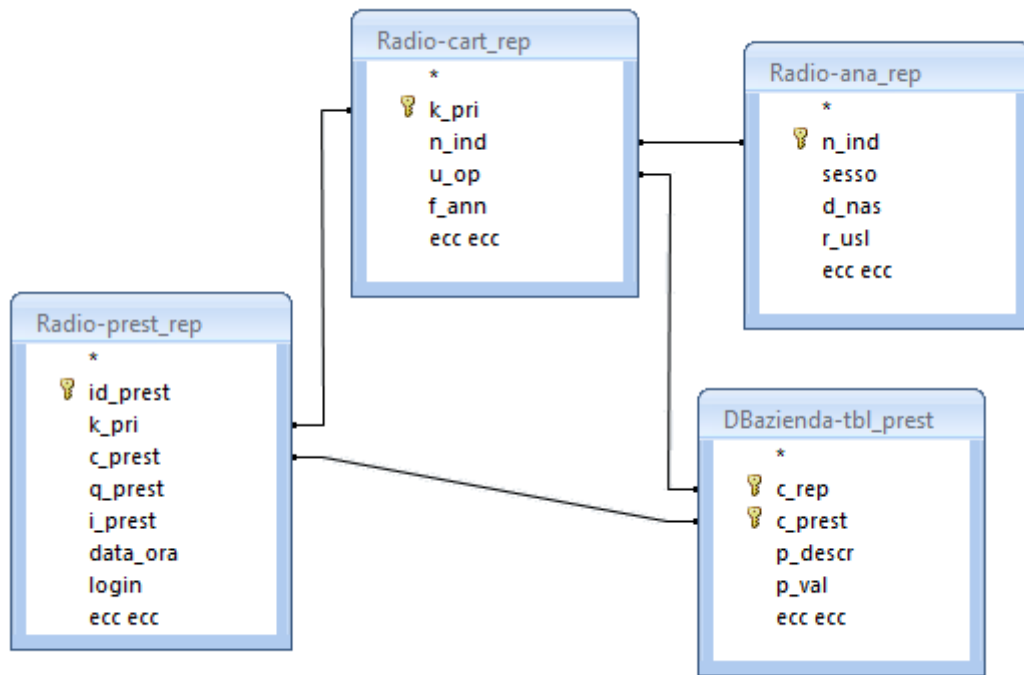 Radio-cart_rep
*
k_pri
n_ind
u_op
f_ann
ecc ecc
Radio-ana_rep
*
n_ind
sesso
d_nas
r_usl
ecc ecc
Radio-prest_rep
*
id_prest
k_pri
c_prest
q_prest
i_prest
data_ora
login
ecc ecc
DBazienda-tbl_prest
*
c_rep
c_prest
p_descr
p_val
ecc ecc